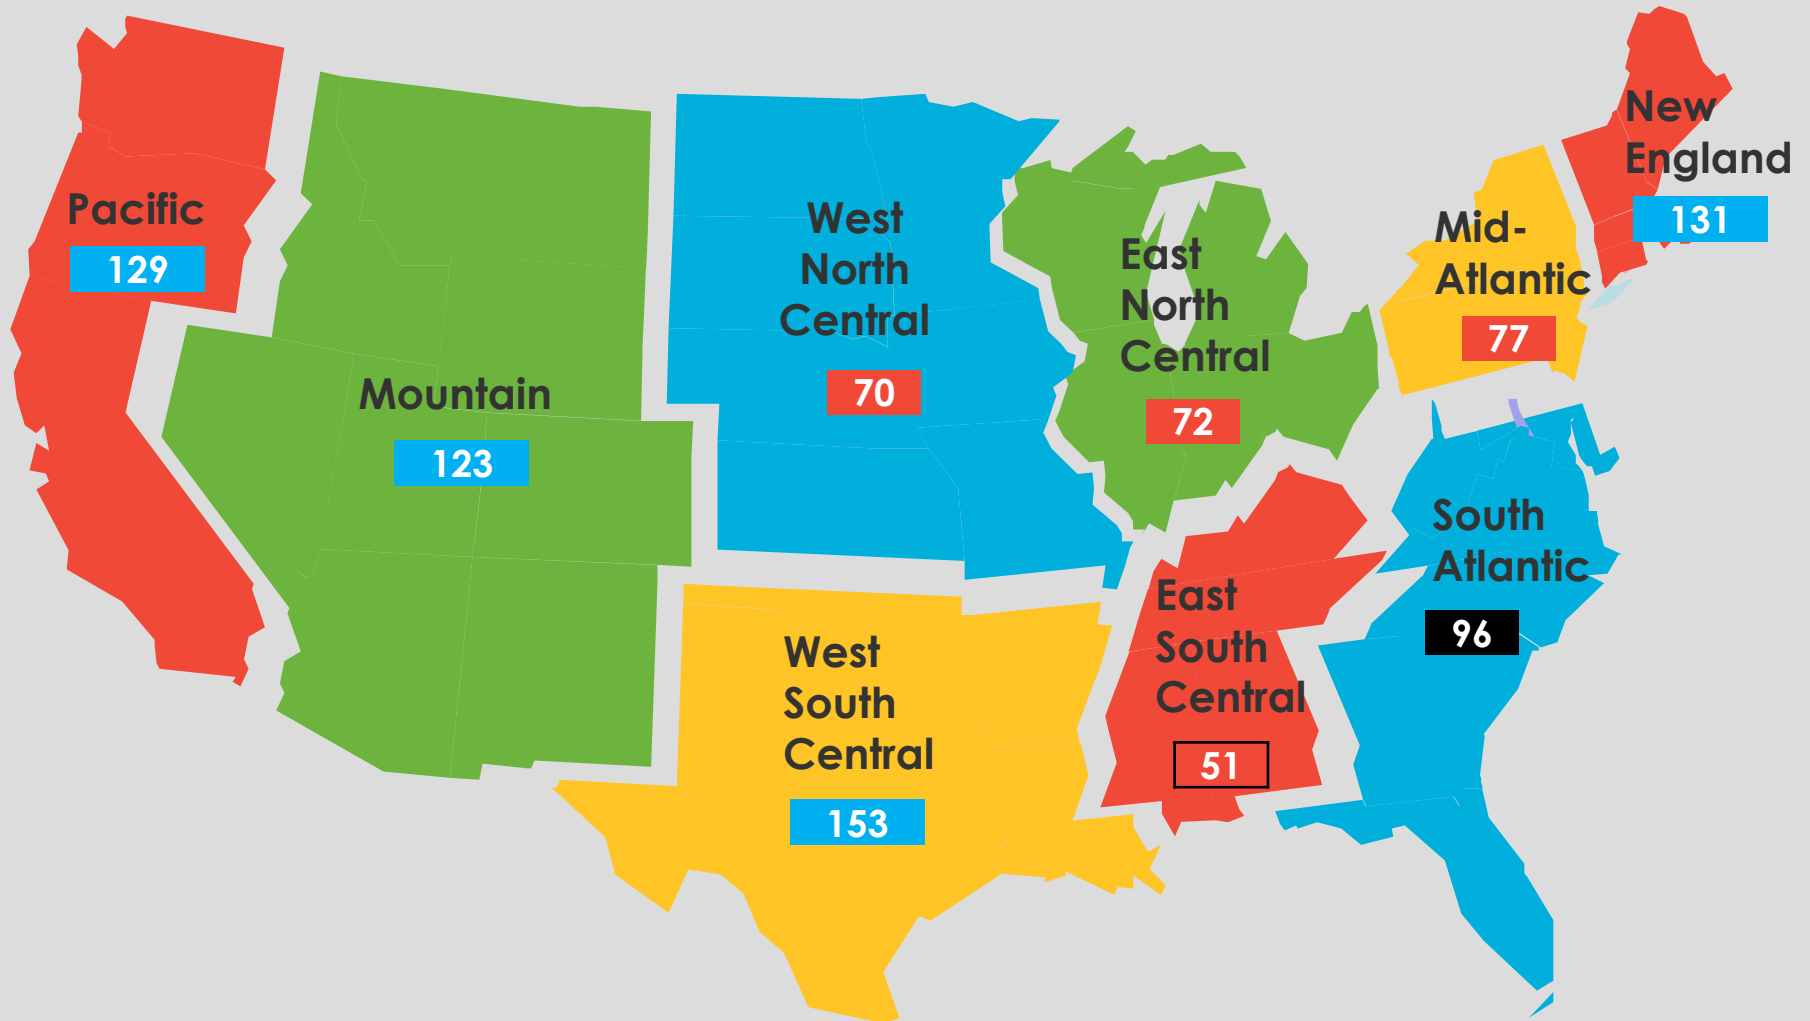 Pacific
129
Mountain
123
West
North
Central
70
West
South
Central
153
East
North
Central
72
East
South
Central
51
Mid-
Atlantic
77
New
England
131
South
Atlantic
96